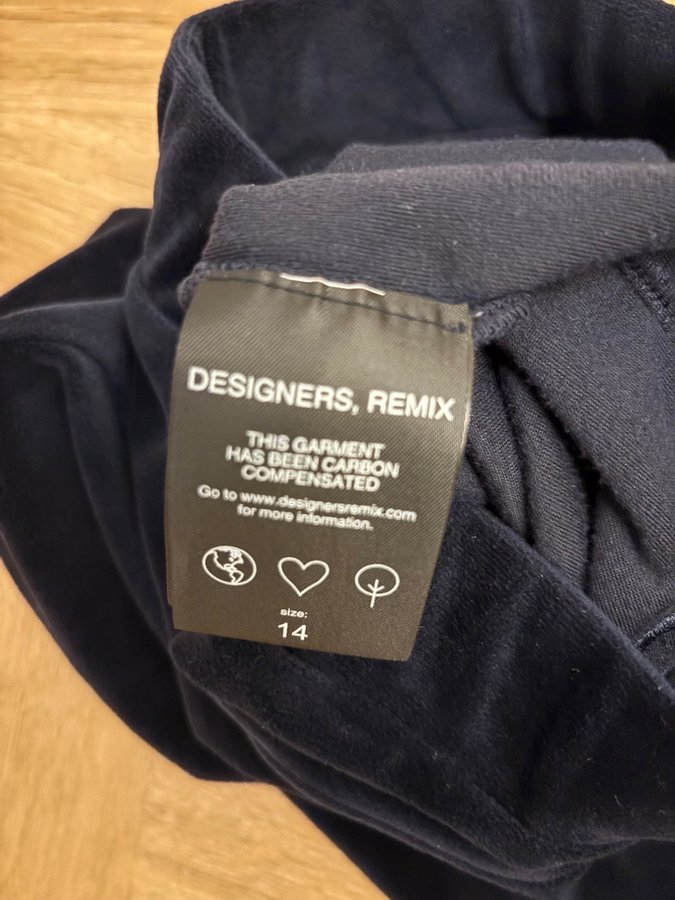 DESIGNERS, REMIX
THIS GARMENT
HAS BEEN CARBON
COMPENSATED
Go to www.designersremix.com
for more information.
size:
14